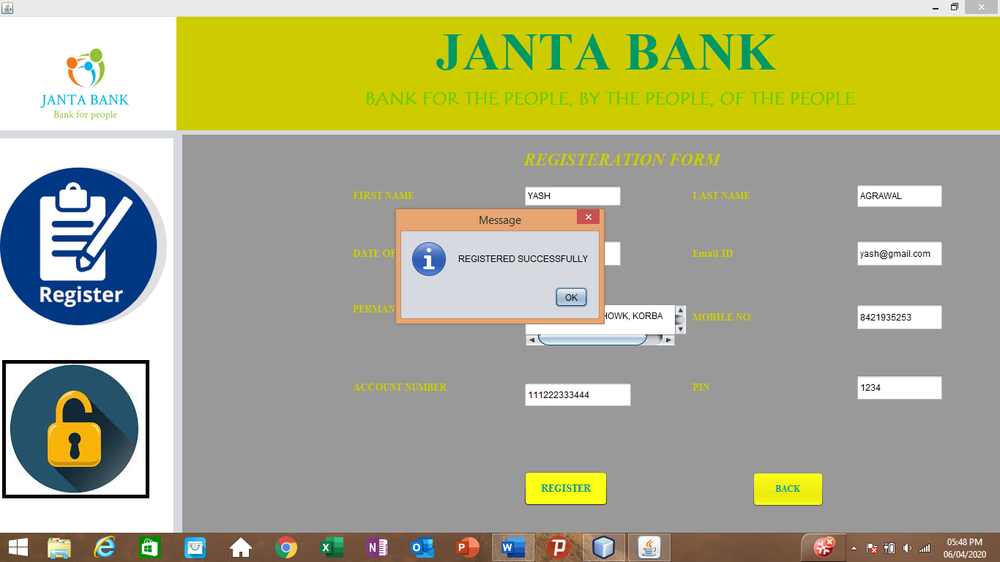 JANTA BANK
BANK FOR THE PEOPLE, BY THE PEOPLE, OF THE PEOPLE
JANTA BANK
Bank for people
REGISTERATION FORM
FIRST NAME YASH LAST NAME AGRAWAL
Message
REGISTERED SUCCESSFULLY
OK
DATE OF Email ID yash@gmail.com
KORBA MOBILE NO. 8421935253
ACCOUNT NUMBER 111222333444 PIN 1234
Register
REGISTER BACK
05:48 PM
06/04/2020